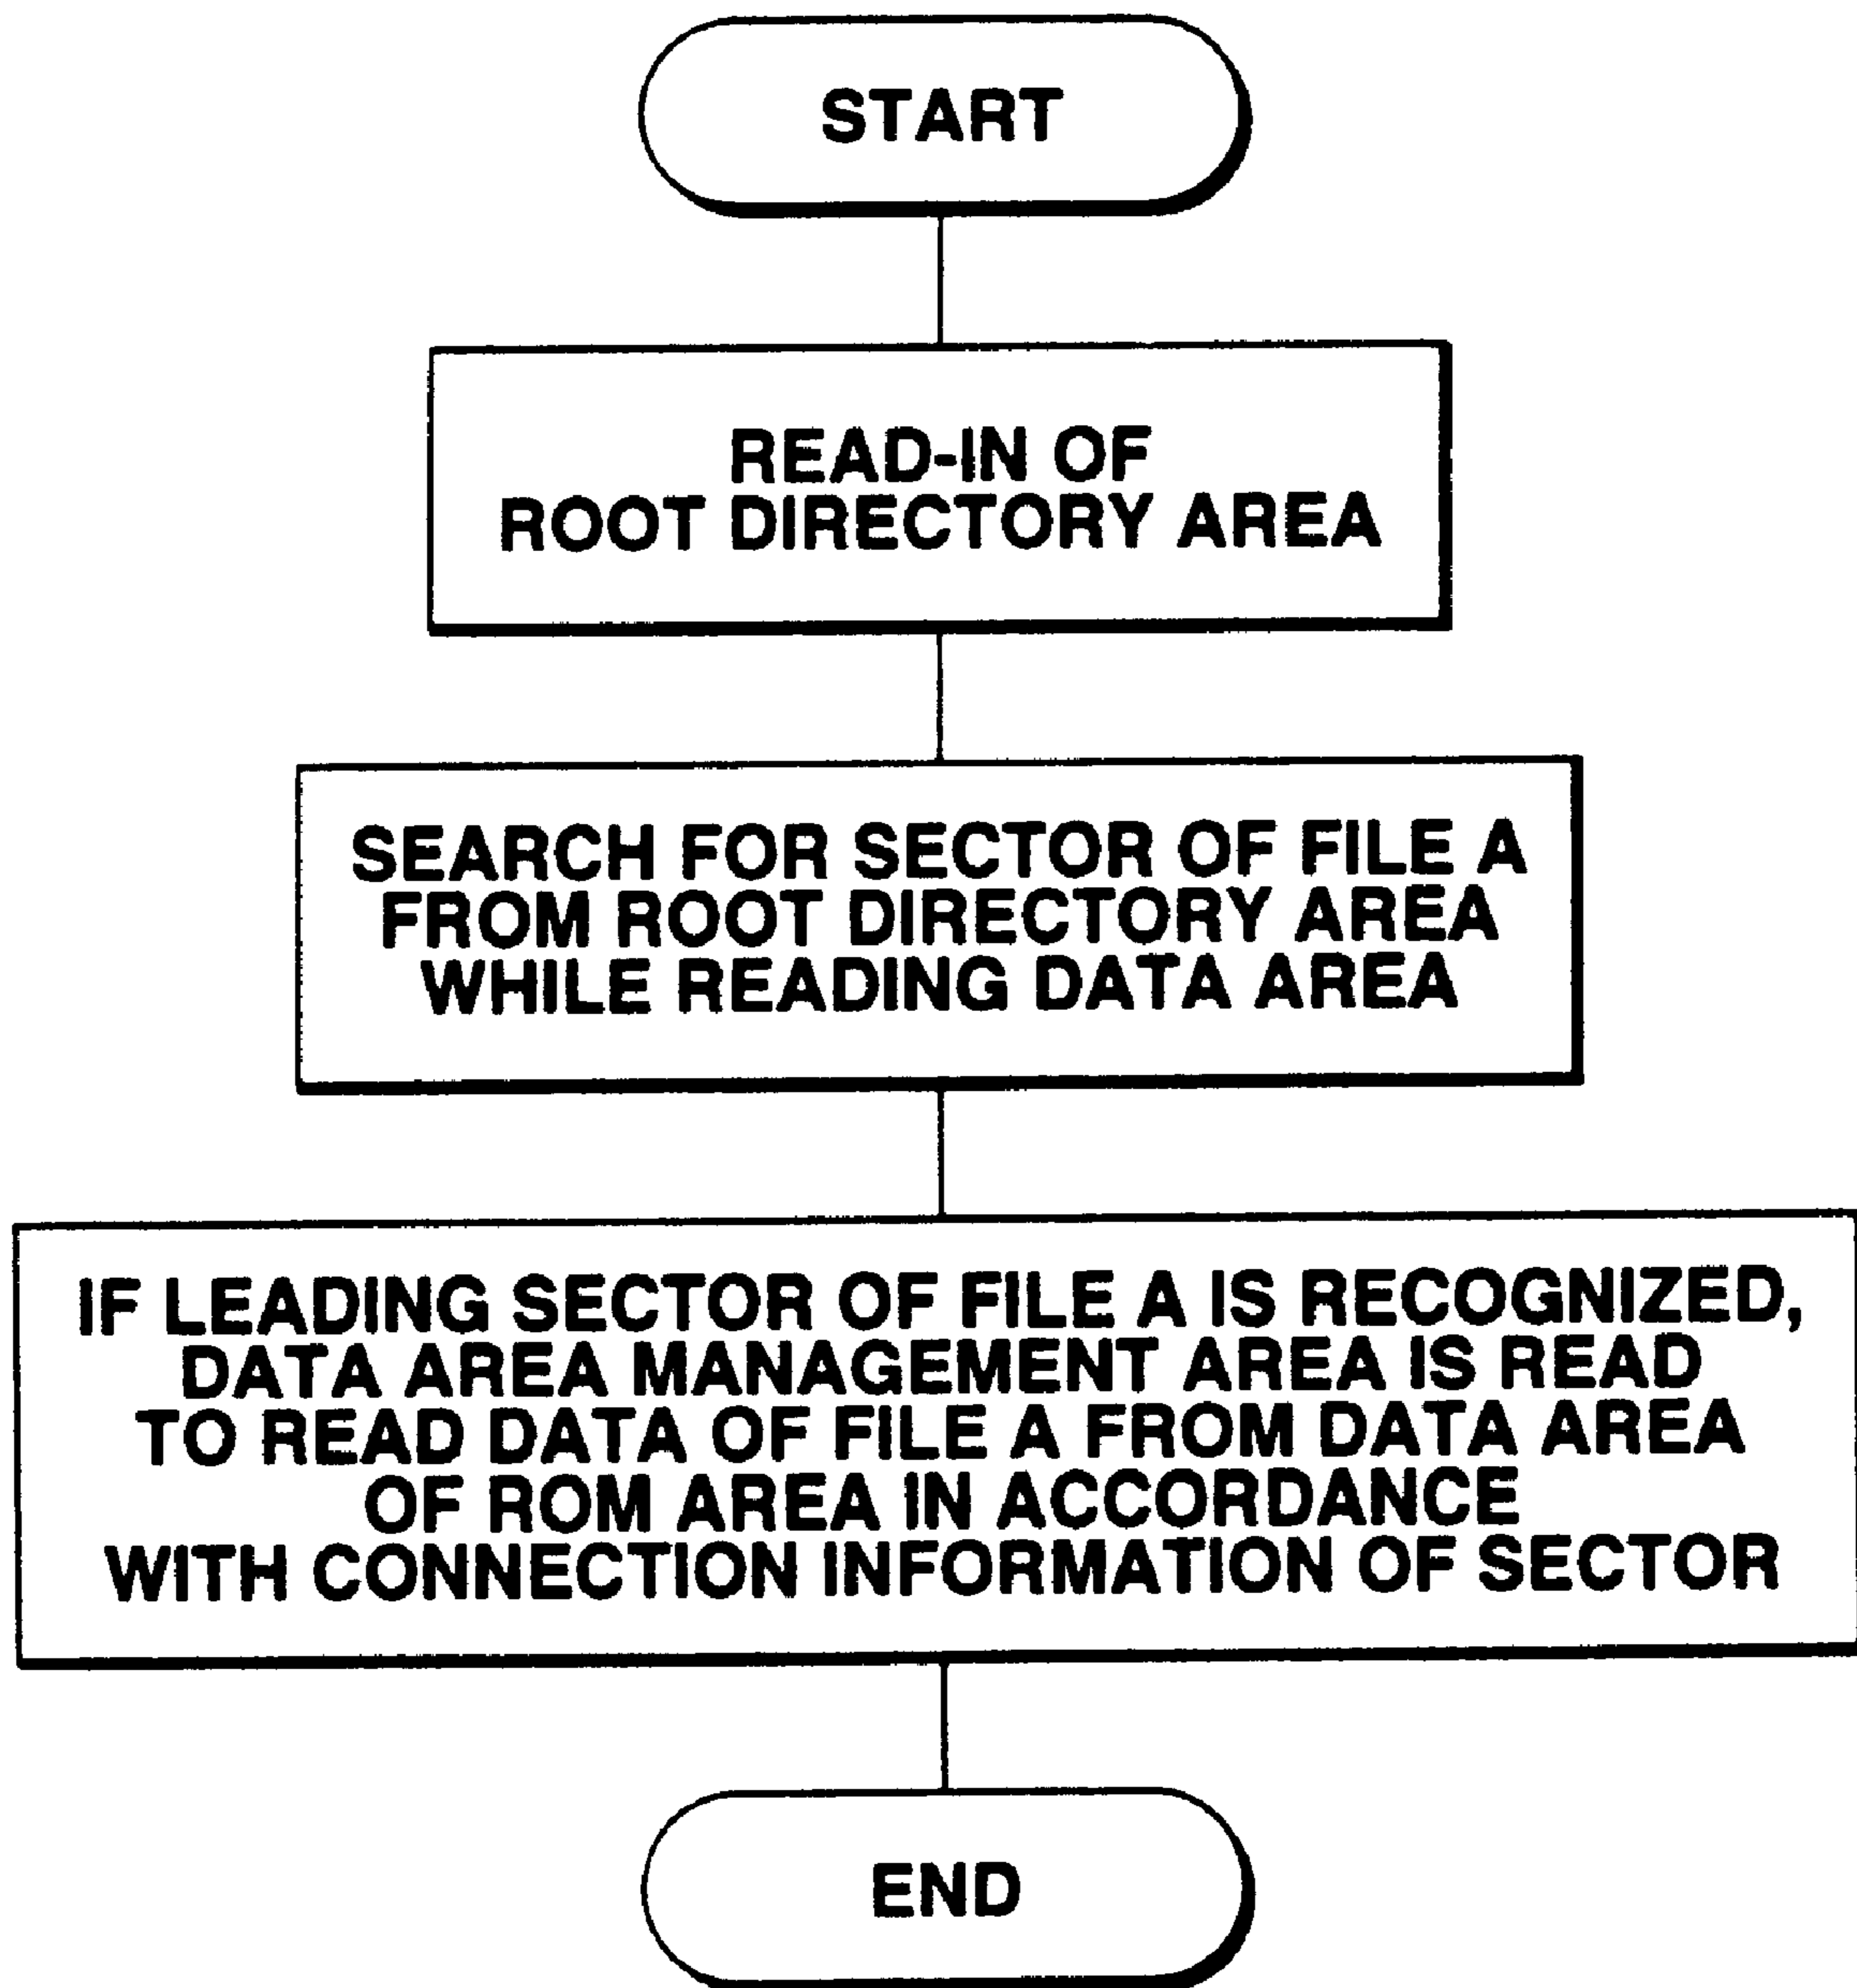 START
READ-IN OF
ROOT DIRECTORY AREA
SEARCH FOR SECTOR OF FILE A
FROM ROOT DIRECTORY AREA
WHILE READING DATA AREA
IF LEADING SECTOR OF FILE A IS RECOGNIZED,
DATA AREA MANAGEMENT AREA IS READ
TO READ DATA OF FILE A FROM DATA AREA
OF ROM AREA IN ACCORDANCE
WITH CONNECTION INFORMATION OF SECTOR
END